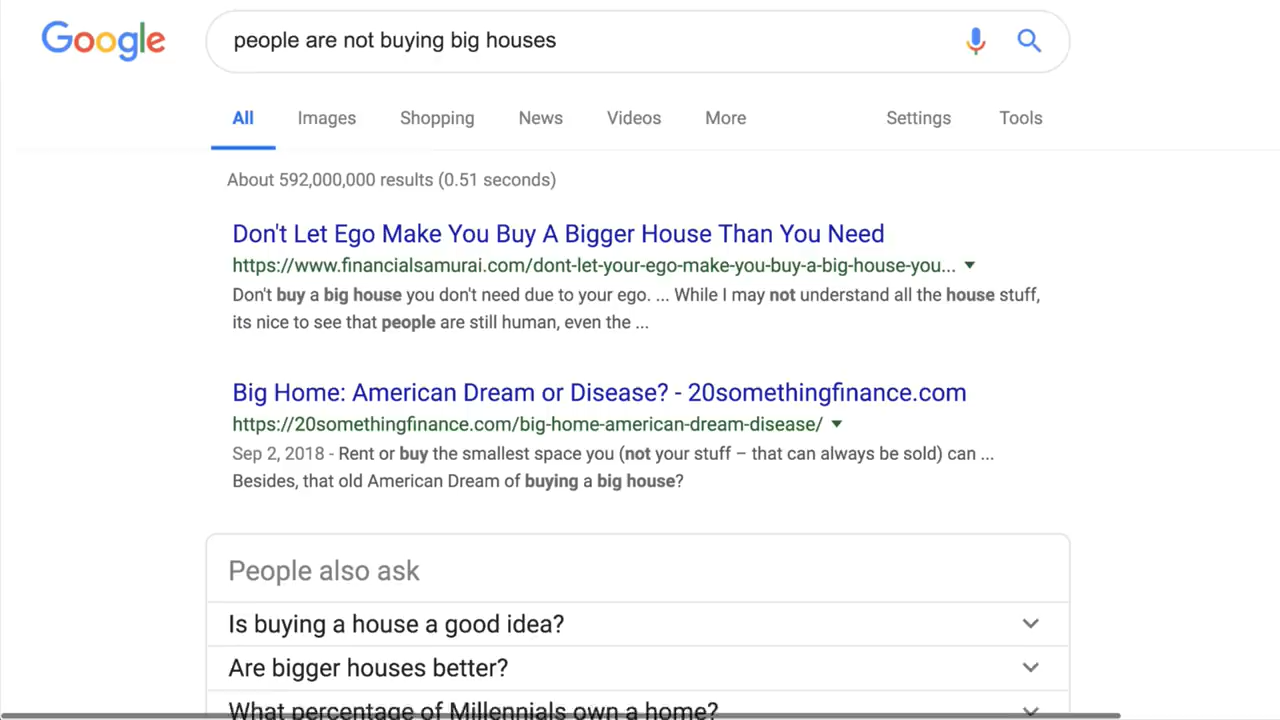 Google
people are not buying big houses
All Images Shopping News Videos More Settings Tools
About 592,000,000 results (0.51 seconds)
Don't Let Ego Make You Buy A Bigger House Than You Need
https://www.financialsamurai.com/dont-let-your-ego-make-you-buy-a-big-house-you...
Don't buy a big house you don't need due to your ego. ... While I may not understand all the house stuff,
its nice to see that people are still human, even the ...
Big Home: American Dream or Disease? - 20somethingfinance.com
https://20somethingfinance.com/big-home-american-dream-disease/
Sep 2, 2018 - Rent or buy the smallest space you (not your stuff – that can always be sold) can ...
Besides, that old American Dream of buying a big house?
People also ask
Is buying a house a good idea?
Are bigger houses better?
What percentage of Millennials own a home?